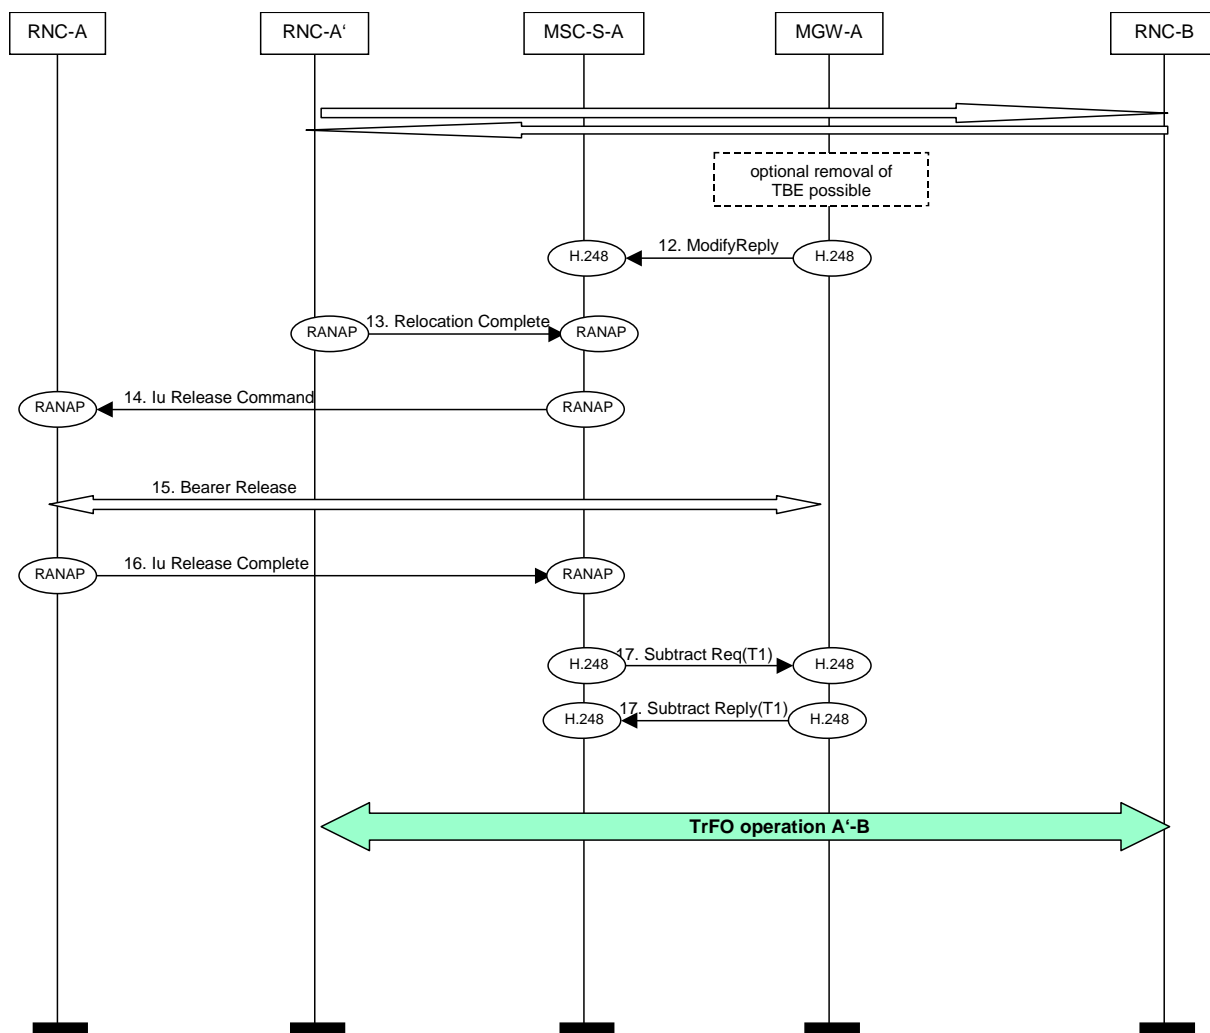 RNC-A
RNC-A‘
MSC-S-A
MGW-A
RNC-B
optional removal of
TBE possible
H.248
12. ModifyReply
H.248
RANAP
13. Relocation Complete
RANAP
RANAP
14. Iu Release Command
RANAP
15. Bearer Release
RANAP
16. Iu Release Complete
RANAP
H.248
17. Subtract Req(T1)
H.248
H.248
17. Subtract Reply(T1)
H.248
TrFO operation A‘-B